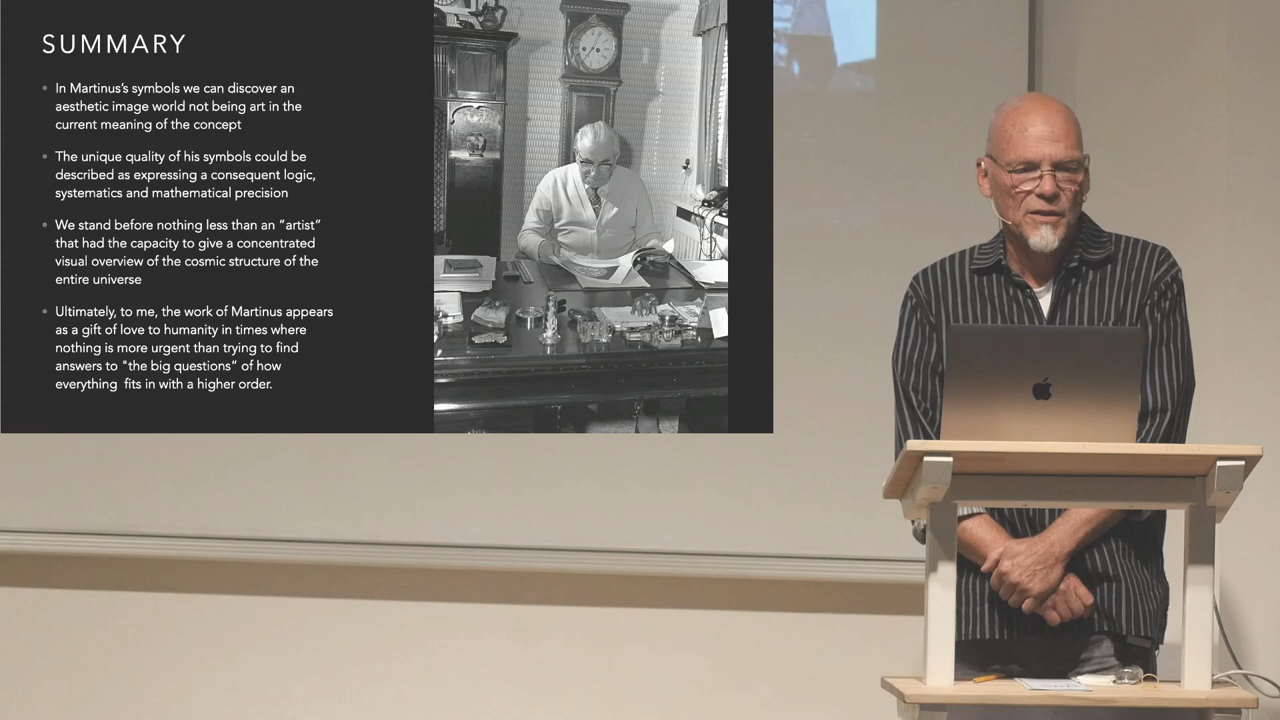 SUMMARY
In Martinus's symbols we can discover an
aesthetic image world not being art in the
current meaning of the concept
The unique quality of his symbols could be
described as expressing a consequent logic,
systematics and mathematical precision
We stand before nothing less than an "artist"
that had the capacity to give a concentrated
visual overview of the cosmic structure of the
entire universe
Ultimately, to me, the work of Martinus appears
as a gift of love to humanity in times where
nothing is more urgent than trying to find
answers to "the big questions" of how
everything  fits in with a higher order.